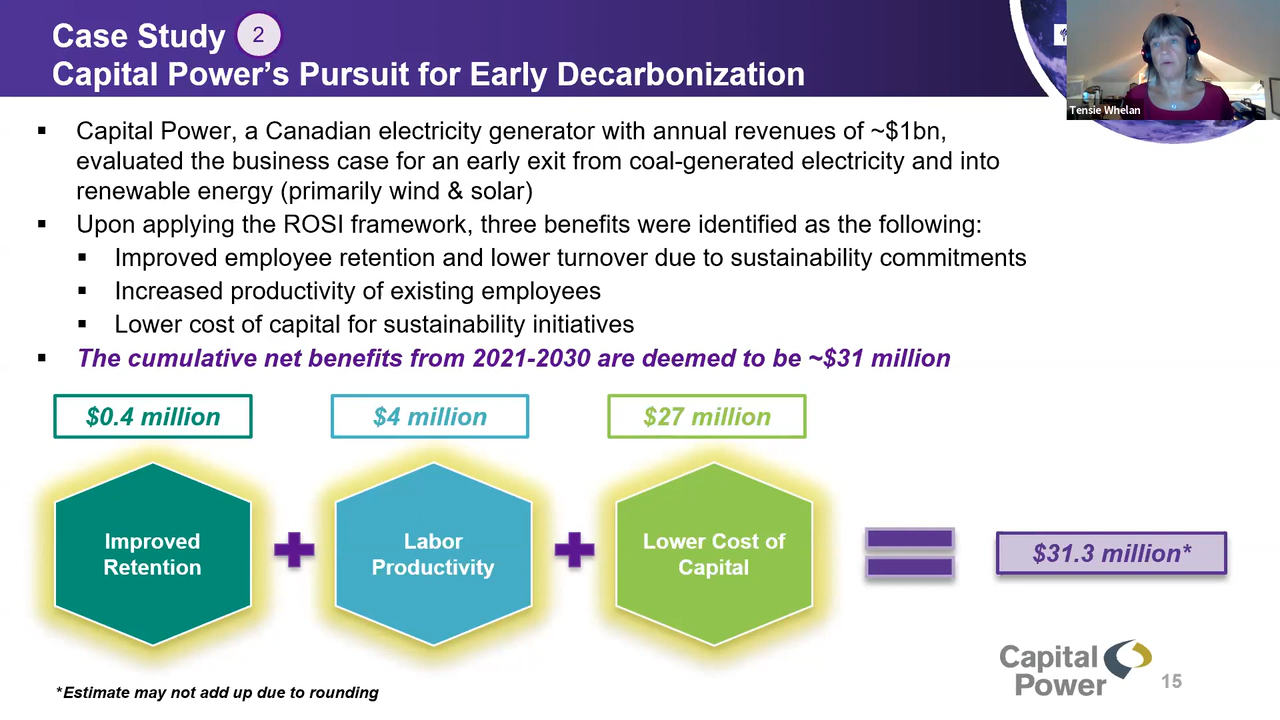 Case Study 2
Capital Power's Pursuit for Early Decarbonization
Tensie Whelan
▪ Capital Power, a Canadian electricity generator with annual revenues of ~$1bn,
evaluated the business case for an early exit from coal-generated electricity and into
renewable energy (primarily wind & solar)
▪ Upon applying the ROSI framework, three benefits were identified as the following:
▪ Improved employee retention and lower turnover due to sustainability commitments
▪ Increased productivity of existing employees
▪ Lower cost of capital for sustainability initiatives
▪ The cumulative net benefits from 2021-2030 are deemed to be ~$31 million
$0.4 million
$4 million
$27 million
Improved
Retention
Labor
Productivity
Lower Cost of
Capital
$31.3 million*
Capital
Power
15
*Estimate may not add up due to rounding